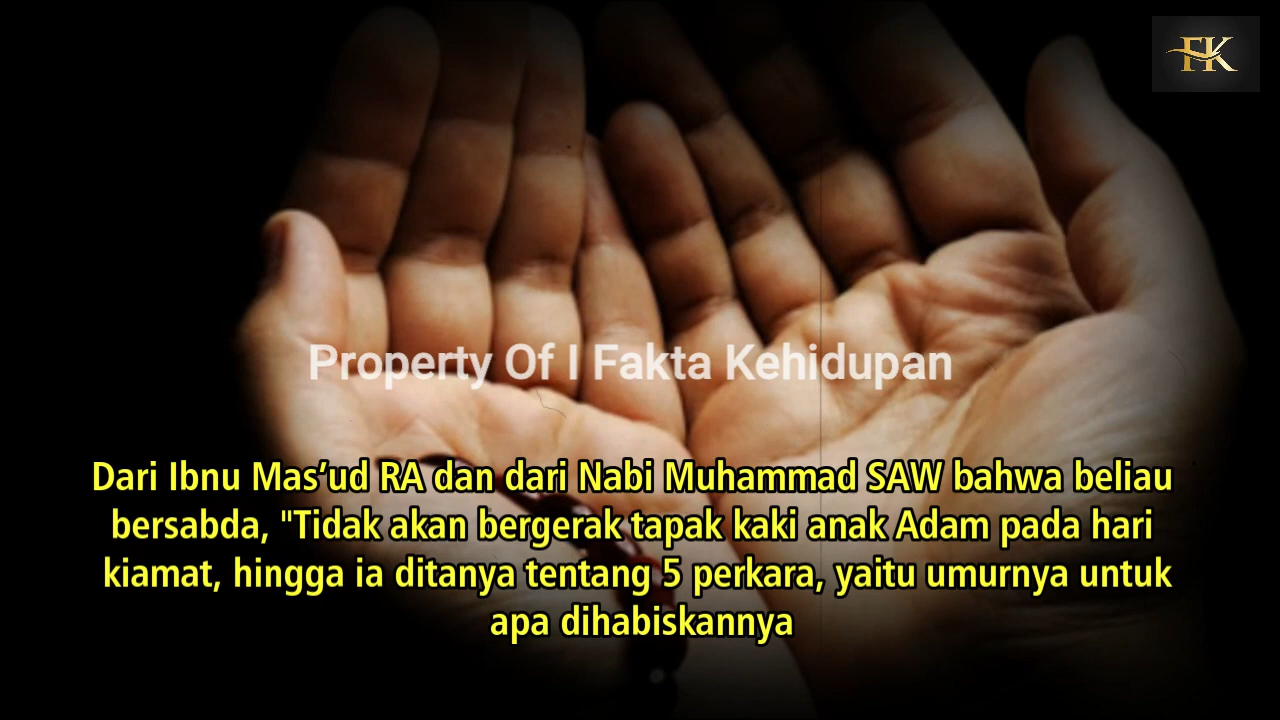 FK
Property Of I Fakta Kehidupan
Dari Ibnu Mas’ud RA dan dari Nabi Muhammad SAW bahwa beliau
bersabda, "Tidak akan bergerak tapak kaki anak Adam pada hari
kiamat, hingga ia ditanya tentang 5 perkara, yaitu umurnya untuk
apa dihabiskannya